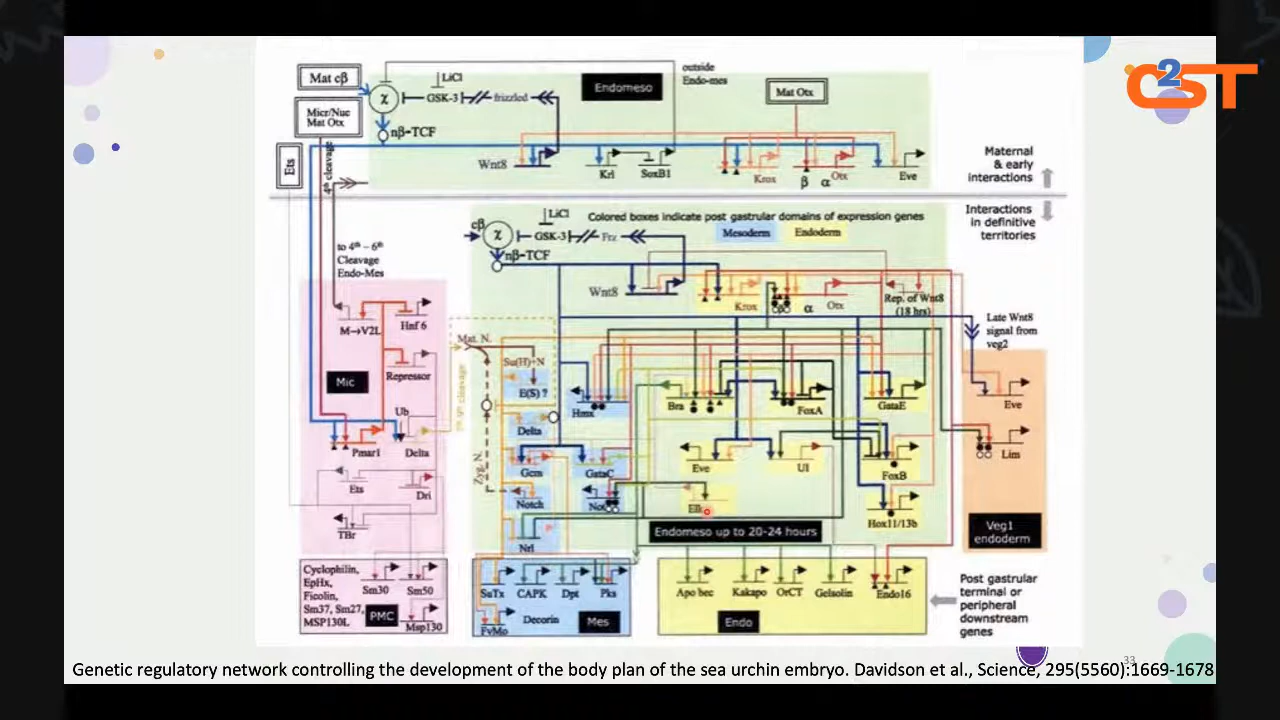 C2ST
Mat cβ
LiCl
χ
GSK-3
frizzled
Endomeso
outside
Endo-mes
Mat Otx
Micr/Nuc
Mat Otx
nβ-TCF
Ets
4th cleavage
Wnt8
Krl
SoxB1
Krox
β
α
Otx
Eve
Maternal
& early
interactions
Interactions
in definitive
territories
cβ
χ
LiCl
GSK-3
Frz
nβ-TCF
Colored boxes indicate post gastrular domains of expression genes
Mesoderm
Endoderm
to 4th – 6th
Cleavage
Endo-Mes
Wnt8
Krox
α
Otx
Rep. of Wnt8
(18 hrs)
Late Wnt8
signal from
veg2
M→V2L
Hnf 6
Repressor
Mic
Ub
Pmar1
Delta
Ets
Dri
TBr
Mat. N.
Su(H)+N
E(S) ?
Zyg. N.
Delta
Gcm
Notch
Nrl
Hmx
GataC
Bra
FoxA
GataE
Eve
UI
FoxB
Hox11/13b
Eve
Lim
Veg1
endoderm
Endomeso up to 20-24 hours
Cyclophilin,
EpHx,
Ficolin,
Sm37, Sm27,
MSP130L
PMC
Sm30
Sm50
Msp130
SuTx
CAPK
Dpt
Pks
FvMo
Decorin
Mes
Apo bec
Kakapo
OrCT
Gelsolin
Endo16
Endo
Post gastrular
terminal or
peripheral
downstream
genes
33
Genetic regulatory network controlling the development of the body plan of the sea urchin embryo. Davidson et al., Science, 295(5560):1669-1678